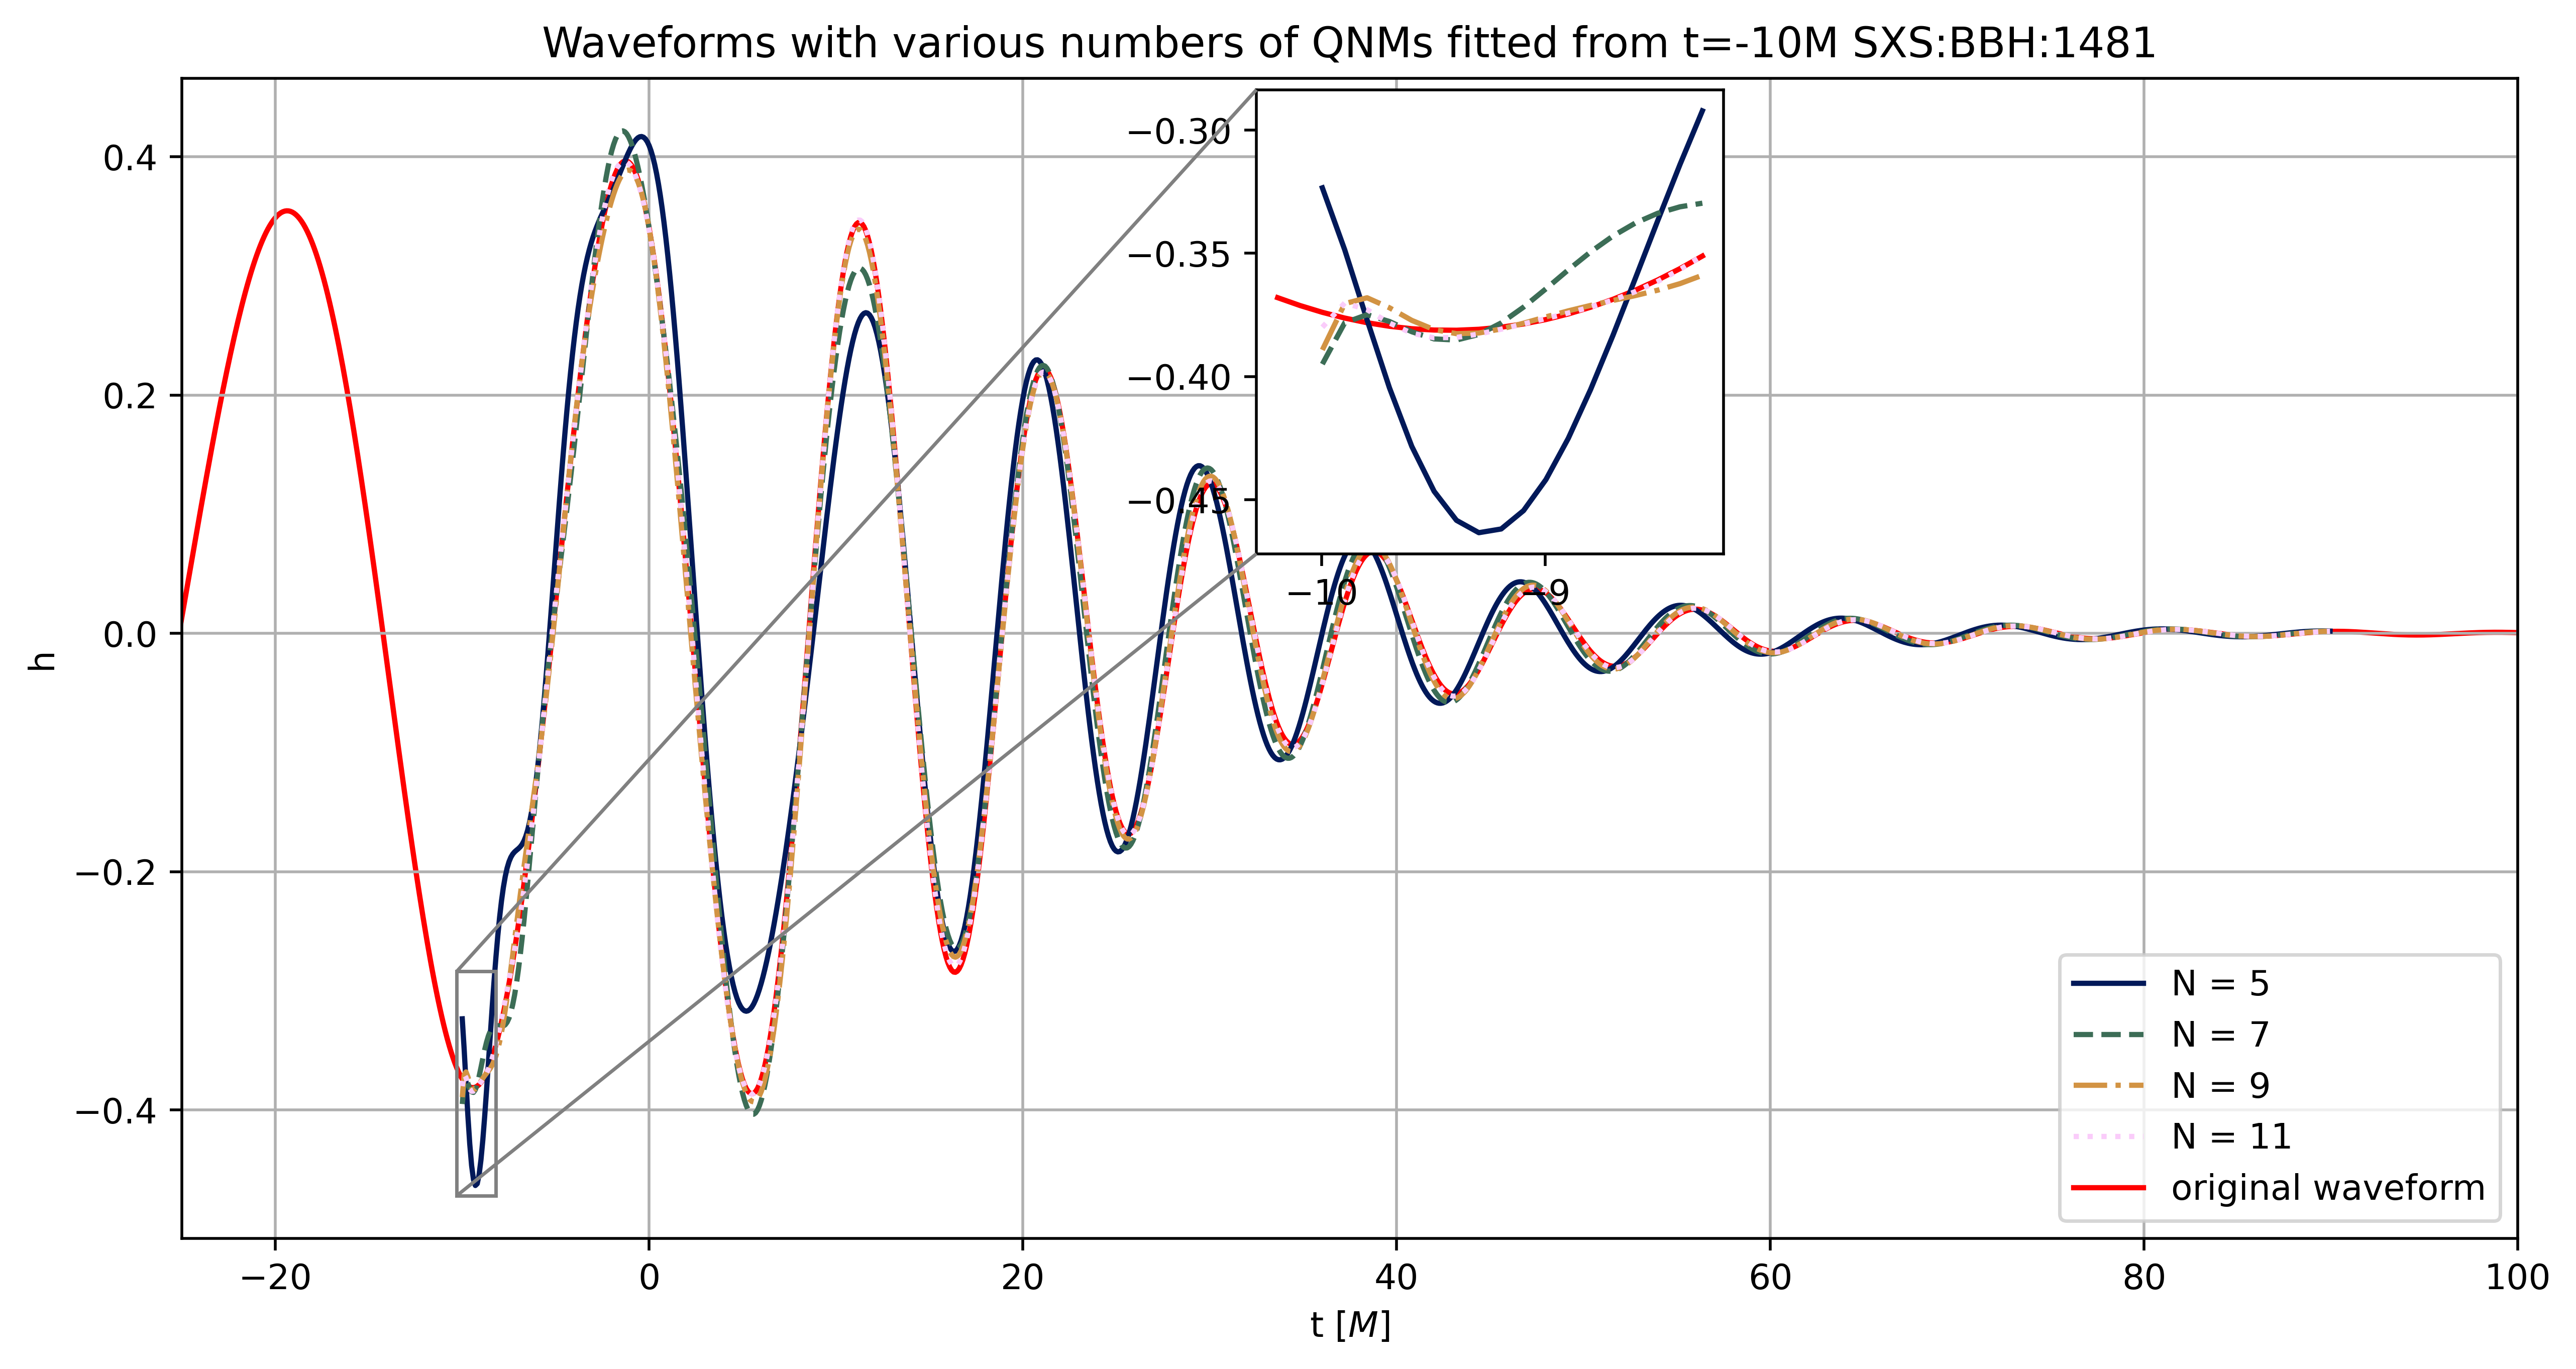 Waveforms with various numbers of QNMs fitted from t=-10M SXS:BBH:1481
h
0.4
0.2
0.0
−0.2
−0.4
−0.30
−0.35
−0.40
−0.45
−10
−9
N = 5
N = 7
N = 9
N = 11
original waveform
−20
0
20
40
60
80
100
t [M]